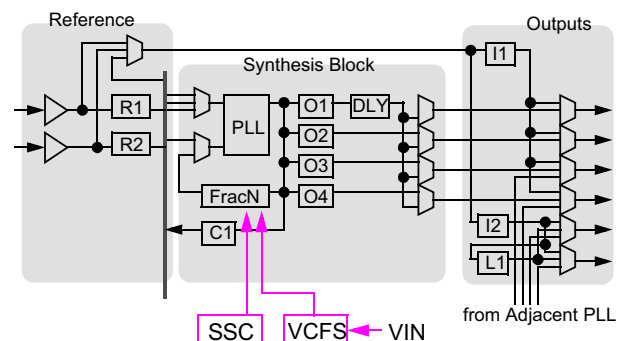 Reference
Outputs
Synthesis Block
I1
R1
R2
PLL
O1
DLY
O2
O3
O4
FracN
C1
I2
L1
from Adjacent PLL
SSC
VCFS
VIN